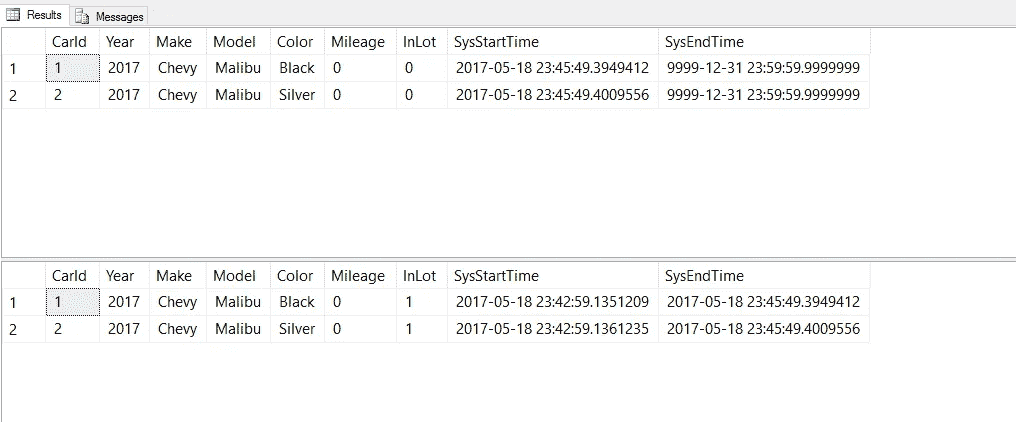 Results Messages
CarId Year Make Model Color Mileage InLot SysStartTime SysEndTime
1 1 2017 Chevy Malibu Black 0 0 2017-05-18 23:45:49.3949412 9999-12-31 23:59:59.9999999
2 2 2017 Chevy Malibu Silver 0 0 2017-05-18 23:45:49.4009556 9999-12-31 23:59:59.9999999
CarId Year Make Model Color Mileage InLot SysStartTime SysEndTime
1 1 2017 Chevy Malibu Black 0 1 2017-05-18 23:42:59.1351209 2017-05-18 23:45:49.3949412
2 2 2017 Chevy Malibu Silver 0 1 2017-05-18 23:42:59.1361235 2017-05-18 23:45:49.4009556